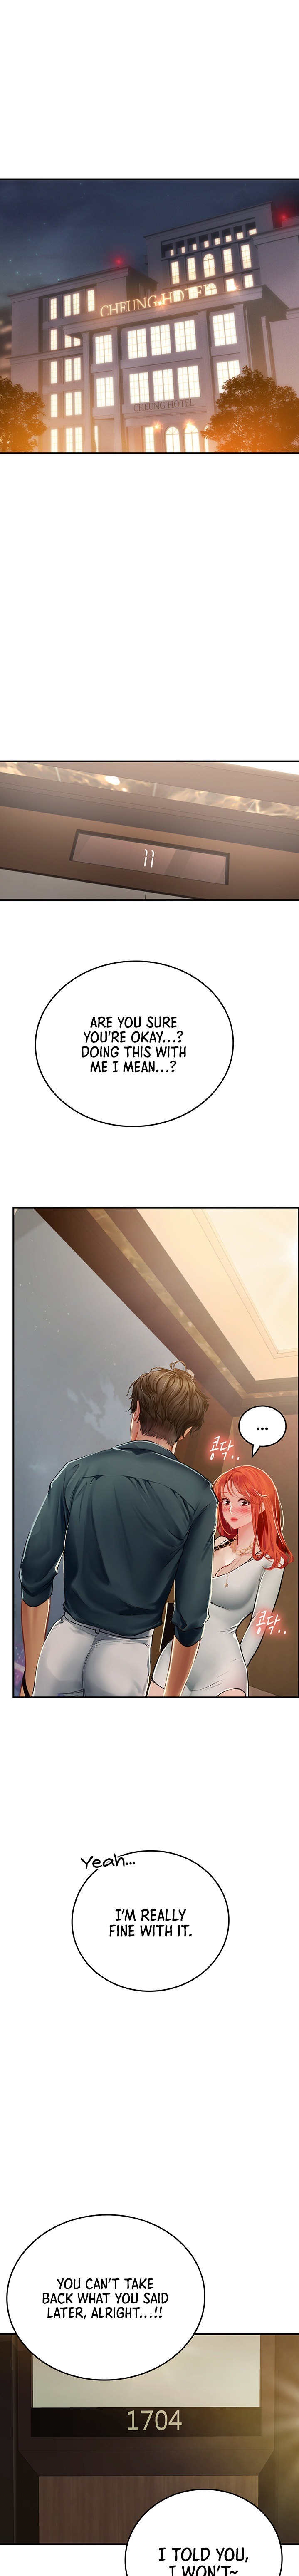 CHEUNG HOTEL
CHEUNG HOTEL
11
ARE YOU SURE
YOU'RE OKAY...?
DOING THIS WITH
ME I MEAN...?
...
콩닥..
콩닥..
Yeah...
I'M REALLY
FINE WITH IT.
YOU CAN'T TAKE
BACK WHAT YOU SAID
LATER, ALRIGHT...!!
1704
I TOLD YOU,
I WON'T~